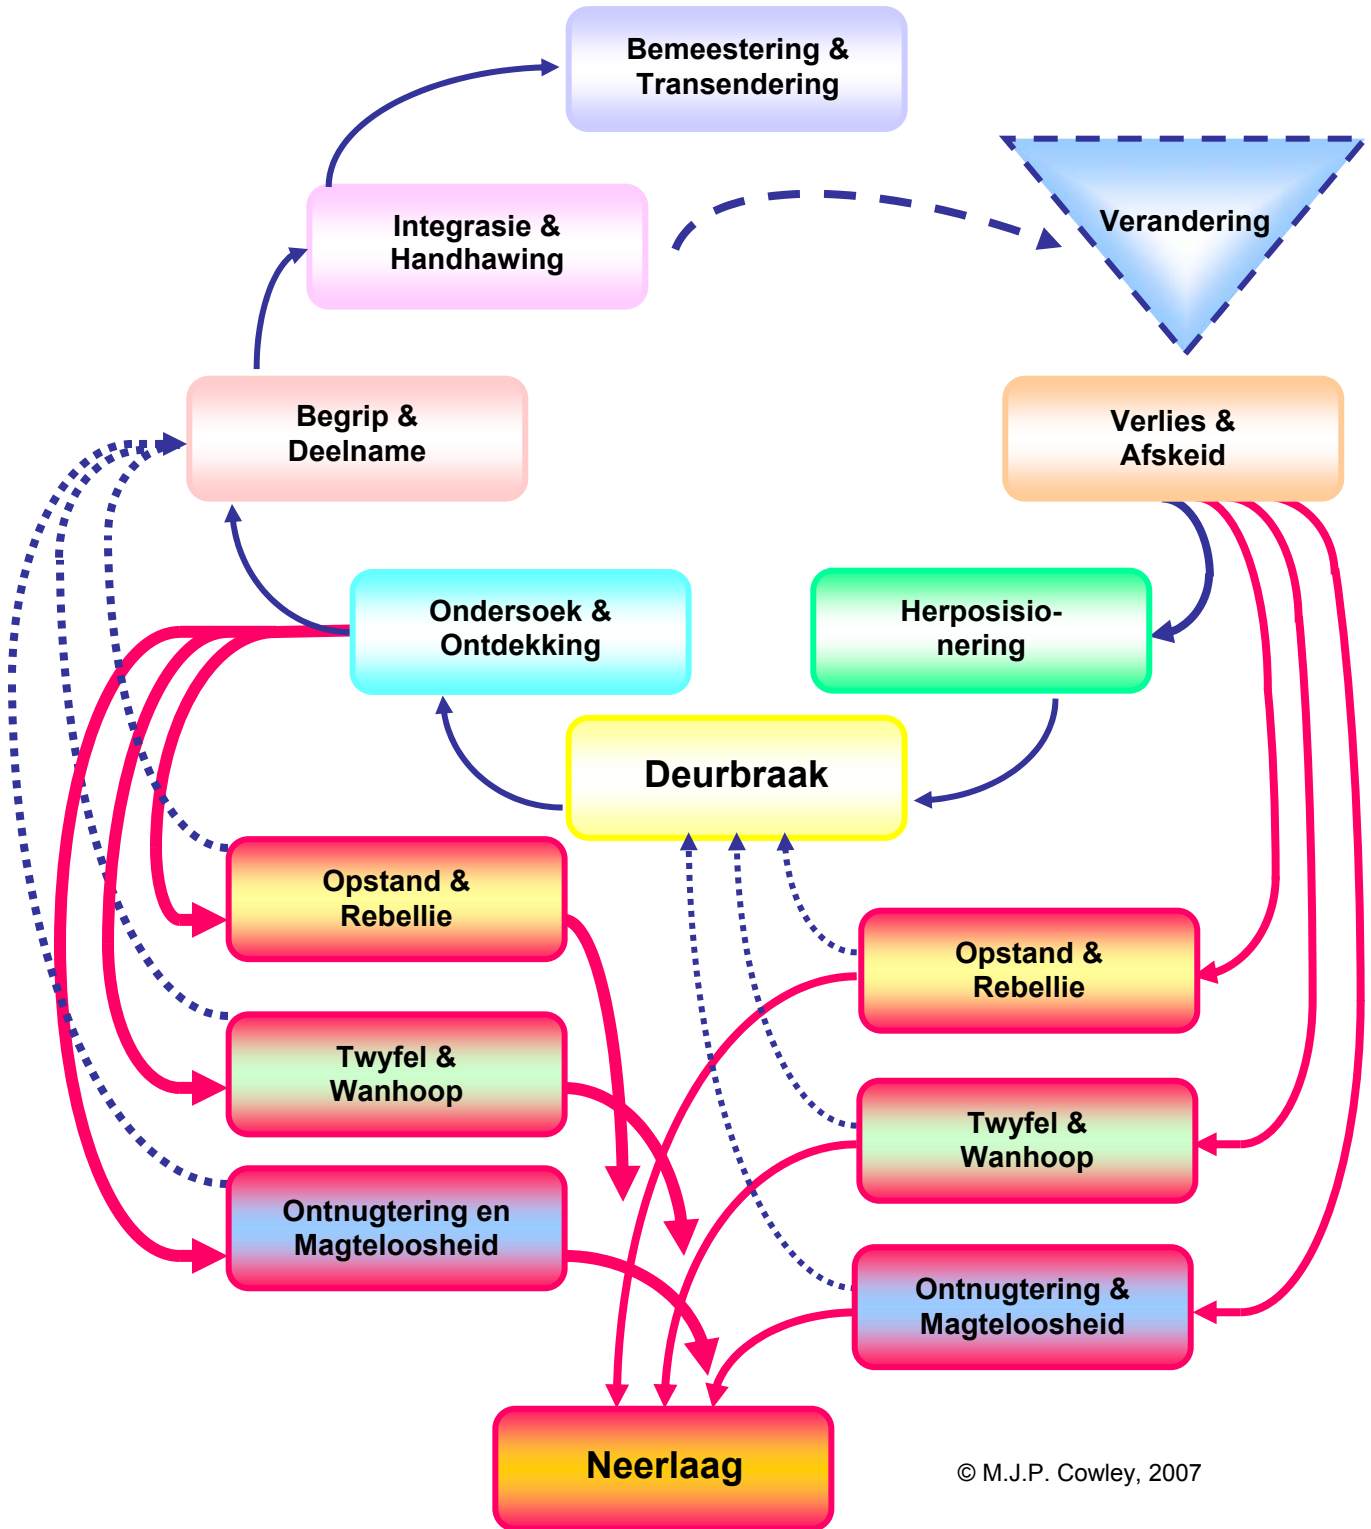 Bemeestering &
Transendering
Integrasie &
Handhawing
Verandering
Begrip &
Deelname
Verlies &
Afskeid
Ondersoek &
Ontdekking
Herposisio-
nering
Deurbraak
Opstand &
Rebellie
Opstand &
Rebellie
Twyfel &
Wanhoop
Twyfel &
Wanhoop
Ontnugtering en
Magteloosheid
Ontnugtering &
Magteloosheid
Neerlaag
© M.J.P. Cowley, 2007